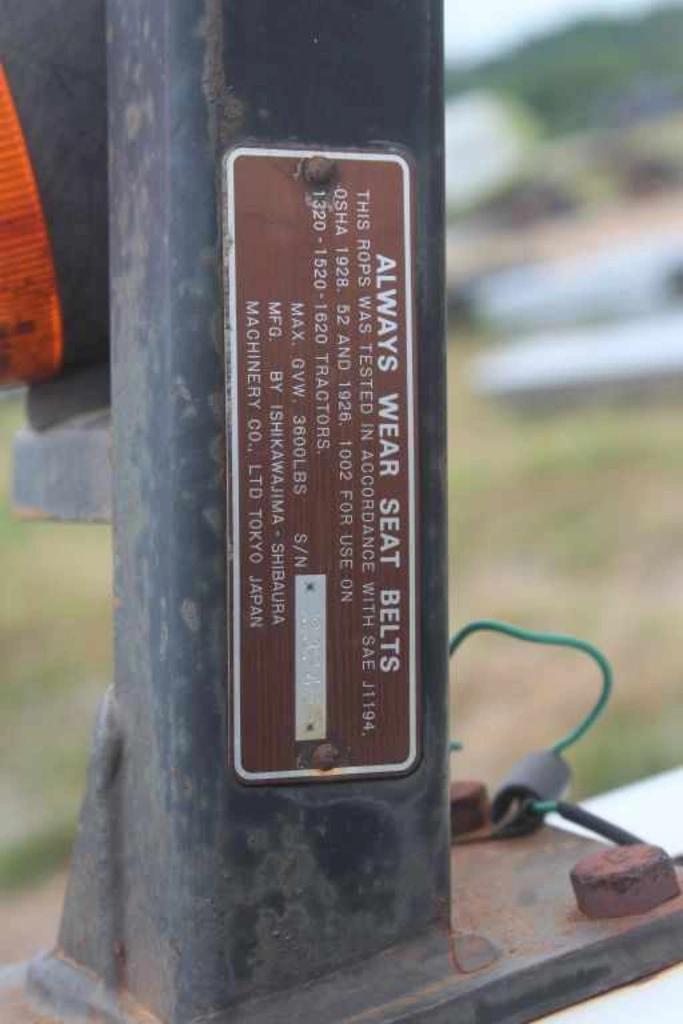 ALWAYS WEAR SEAT BELTS
THIS ROPS WAS TESTED IN ACCORDANCE WITH SAE J1194,
OSHA 1928. 52 AND 1926. 1002 FOR USE ON
1320 - 1520 - 1620 TRACTORS.
MAX. GVW. 3600LBS S/N
MFG. BY ISHIKAWAJIMA - SHIBAURA
MACHINERY CO., LTD TOKYO JAPAN